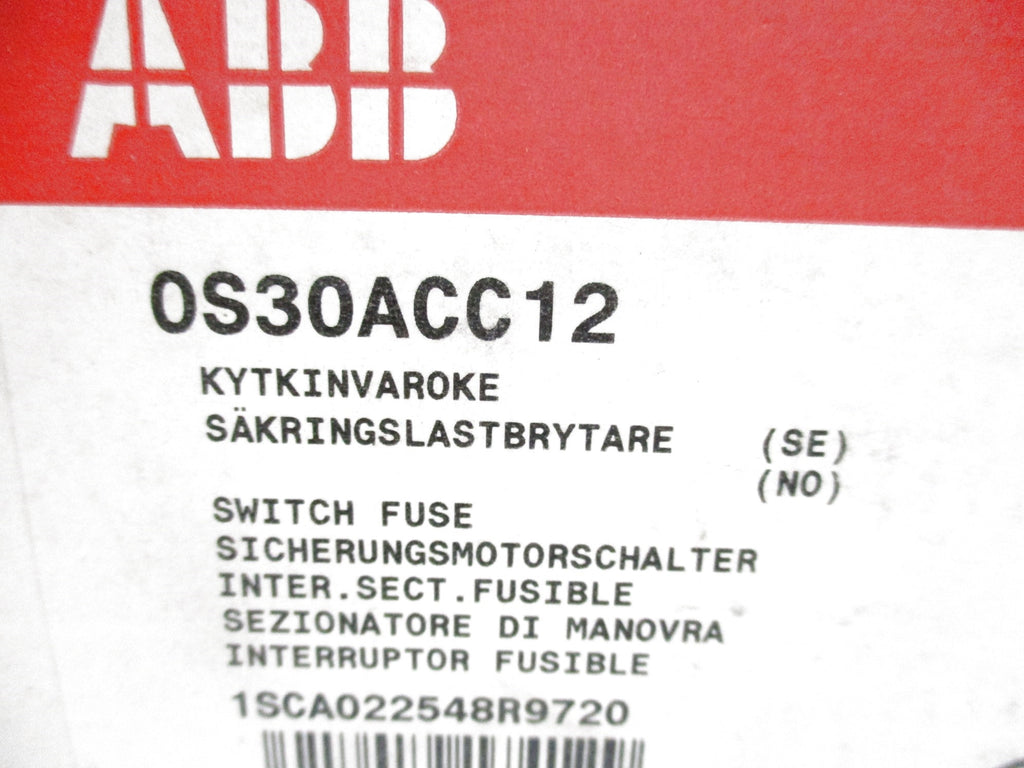 ABB
OS30ACC12
KYTKINVAROKE
SÄKRINGSLASTBRYTARE (SE)
(NO)
SWITCH FUSE
SICHERUNGSMOTORSCHALTER
INTER.SECT.FUSIBLE
SEZIONATORE DI MANOVRA
INTERRUPTOR FUSIBLE
1SCA022548R9720